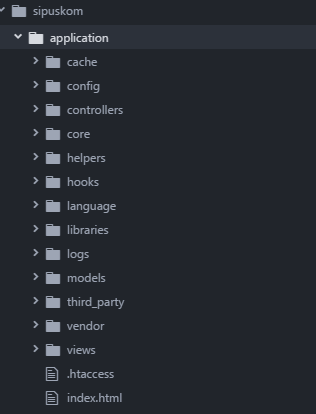 sipuskom
application
cache
config
controllers
core
helpers
hooks
language
libraries
logs
models
third_party
vendor
views
.htaccess
index.html